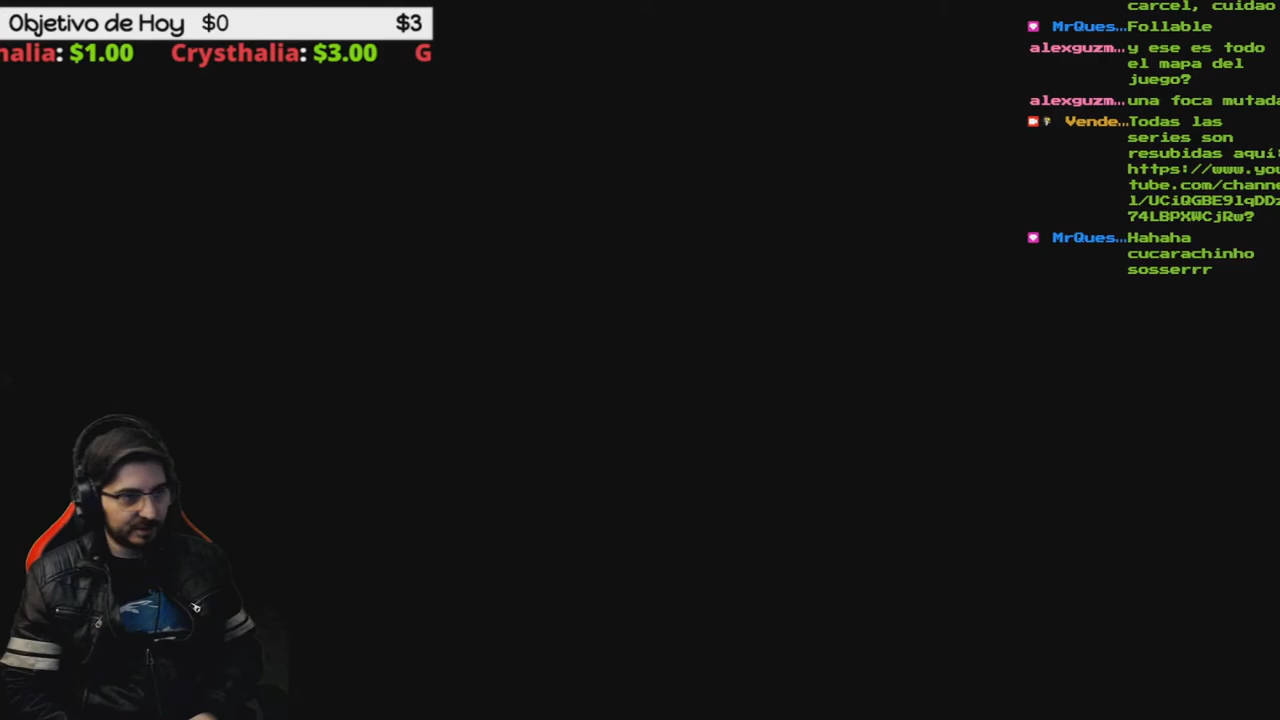 Objetivo de Hoy $0 $3
halia: $1.00 Crysthalia: $3.00 G
carcel, cuidao
MrQues... Follable
alexguzm... y ese es todo
el mapa del
juego?
alexguzm... una foca mutada
Vende... Todas las
series son
resubidas aquí:
https://www.you
tube.com/channe
l/UCiQGBE9lqDDz
74LBPXWCjRw?
MrQues... Hahaha
cucarachinho
sosserrr